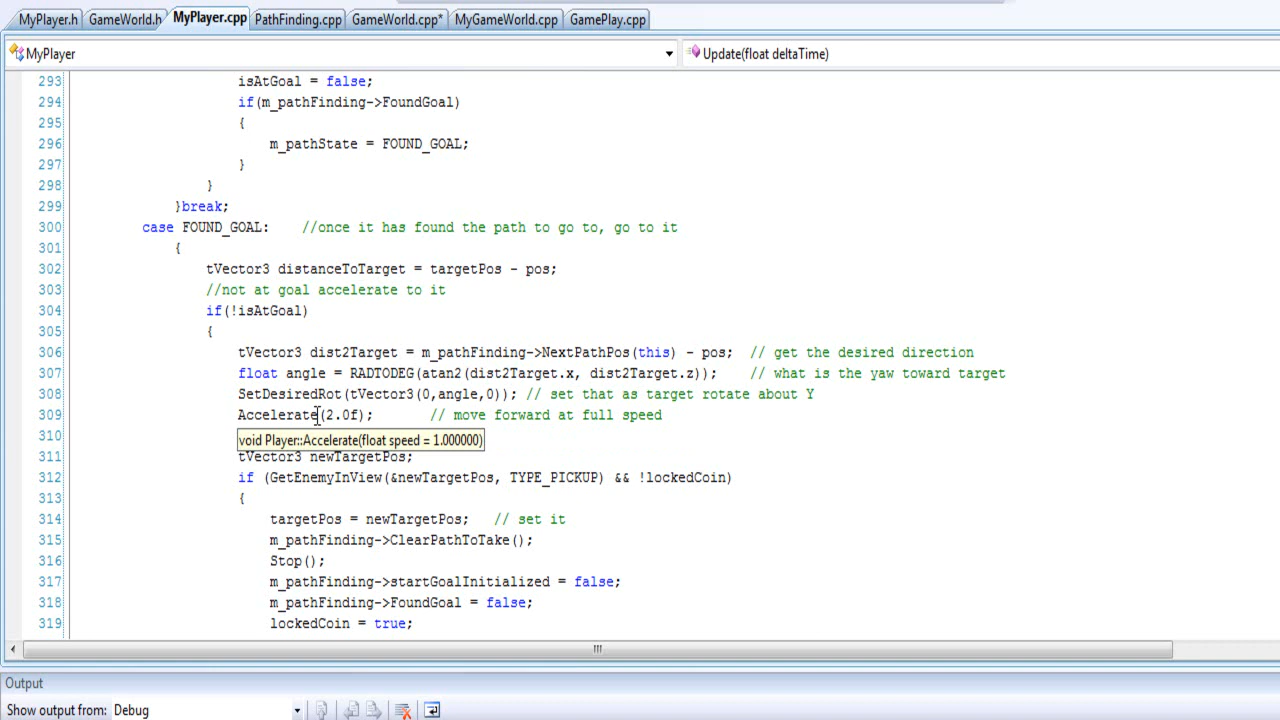 MyPlayer.h GameWorld.h MyPlayer.cpp PathFinding.cpp GameWorld.cpp* MyGameWorld.cpp GamePlay.cpp
MyPlayer Update(float deltaTime)
293 isAtGoal = false;
294 if(m_pathFinding->FoundGoal)
295 {
296 m_pathState = FOUND_GOAL;
297 }
298 }
299 }break;
300 case FOUND_GOAL: //once it has found the path to go to, go to it
301 {
302 tVector3 distanceToTarget = targetPos - pos;
303 //not at goal accelerate to it
304 if(!isAtGoal)
305 {
306 tVector3 dist2Target = m_pathFinding->NextPathPos(this) - pos; // get the desired direction
307 float angle = RADTODEG(atan2(dist2Target.x, dist2Target.z)); // what is the yaw toward target
308 SetDesiredRot(tVector3(0,angle,0)); // set that as target rotate about Y
309 Accelerate(2.0f); // move forward at full speed
310 void Player::Accelerate(float speed = 1.000000)
311 tVector3 newTargetPos;
312 if (GetEnemyInView(&newTargetPos, TYPE_PICKUP) && !lockedCoin)
313 {
314 targetPos = newTargetPos; // set it
315 m_pathFinding->ClearPathToTake();
316 Stop();
317 m_pathFinding->startGoalInitialized = false;
318 m_pathFinding->FoundGoal = false;
319 lockedCoin = true;
Output
Show output from: Debug